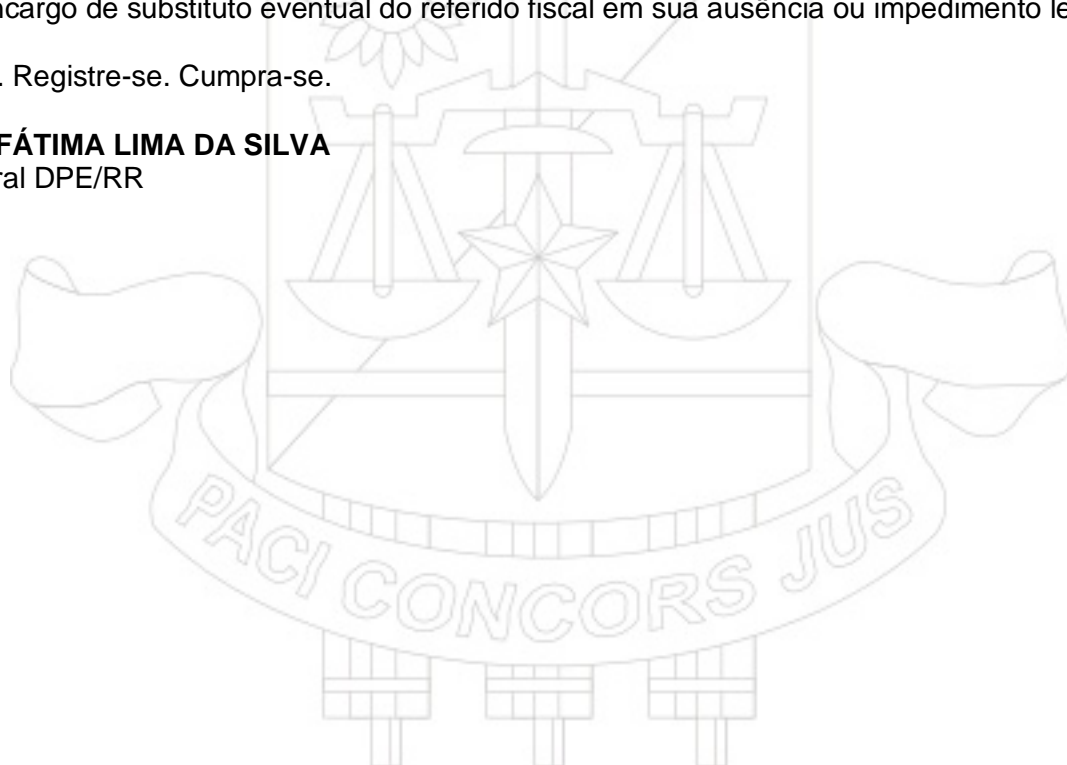 ncargo de substituto eventual do referido fiscal em sua ausência ou impedimento le
. Registre-se. Cumpra-se.
FÁTIMA LIMA DA SILVA
ral DPE/RR
PACI CONCORS JUS